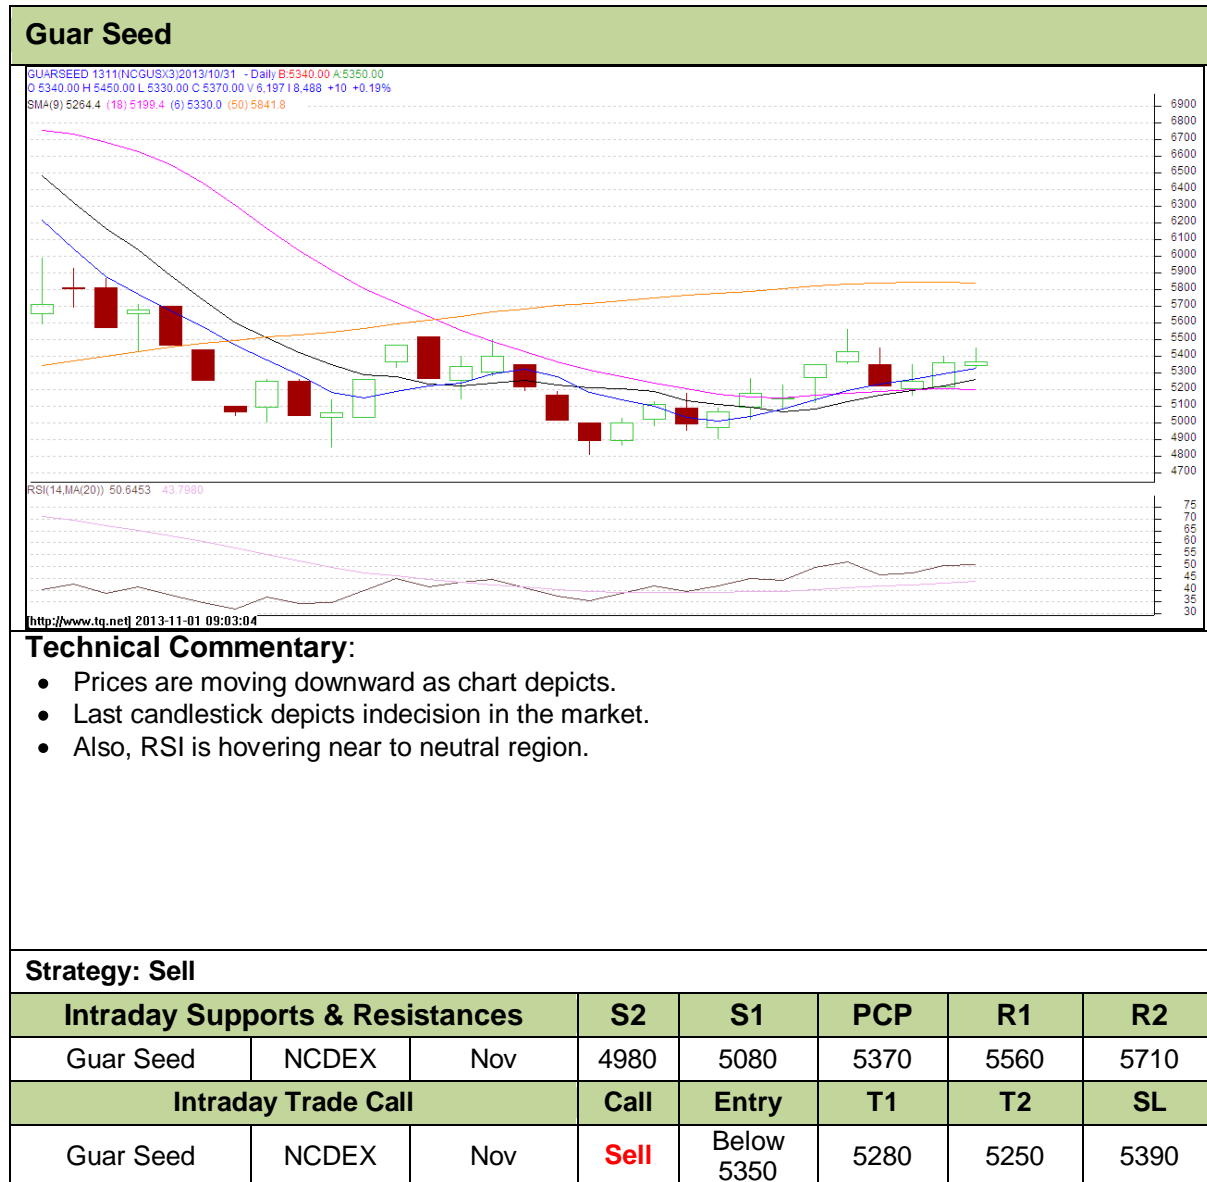 Guar Seed
GUARSEED 1311(NCGUSX3)2013/10/31 - Daily B:5340.00 A:5350.00
O 5340.00 H 5450.00 L 5330.00 C 5370.00 V 6,197 I 8,488 +10 +0.19%
SMA(9) 5264.4 (18) 5199.4 (6) 5330.0 (50) 5841.8
6900
6800
6700
6600
6500
6400
6300
6200
6100
6000
5900
5800
5700
5600
5500
5400
5300
5200
5100
5000
4900
4800
4700
RSI(14,MA(20)) 50.6453 43.7980
75
70
65
60
55
50
45
40
35
30
[http://www.tq.net] 2013-11-01 09:03:04
Technical Commentary:
• Prices are moving downward as chart depicts.
• Last candlestick depicts indecision in the market.
• Also, RSI is hovering near to neutral region.
Strategy: Sell
Intraday Supports & Resistances S2 S1 PCP R1 R2
Guar Seed NCDEX Nov 4980 5080 5370 5560 5710
Intraday Trade Call Call Entry T1 T2 SL
Guar Seed NCDEX Nov Sell Below 5350 5280 5250 5390